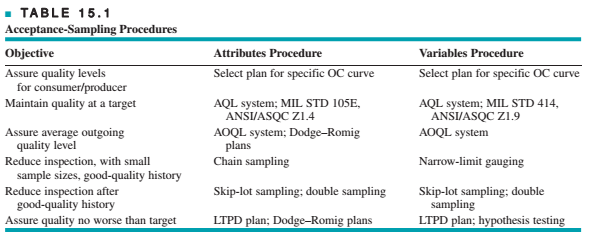 ■ TABLE 15.1
Acceptance-Sampling Procedures
Objective Attributes Procedure Variables Procedure
Assure quality levels Select plan for specific OC curve Select plan for specific OC curve
for consumer/producer
Maintain quality at a target AQL system; MIL STD 105E, AQL system; MIL STD 414,
ANSI/ASQC Z1.4 ANSI/ASQC Z1.9
Assure average outgoing AOQL system; Dodge–Romig AOQL system
quality level plans
Reduce inspection, with small Chain sampling Narrow-limit gauging
sample sizes, good-quality history
Reduce inspection after Skip-lot sampling; double sampling Skip-lot sampling; double
good-quality history sampling
Assure quality no worse than target LTPD plan; Dodge–Romig plans LTPD plan; hypothesis testing